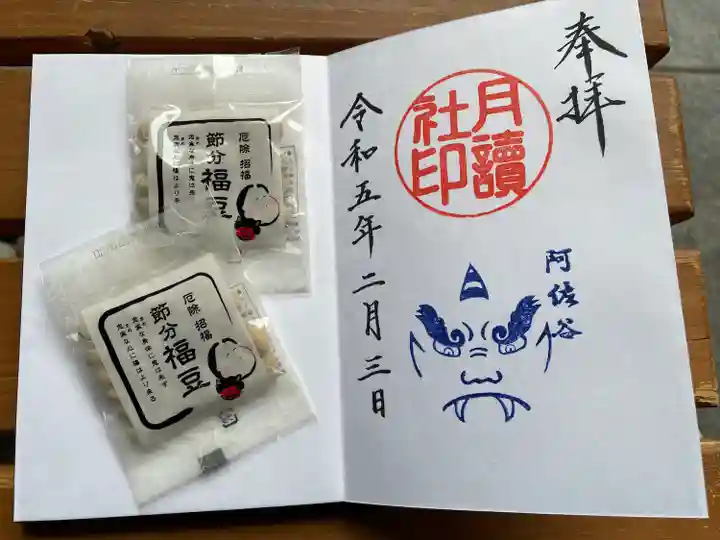 奉拝
月讀
社印
阿佐谷
令和五年二月三日
厄除 招福
節分福豆
厄除 招福
節分福豆